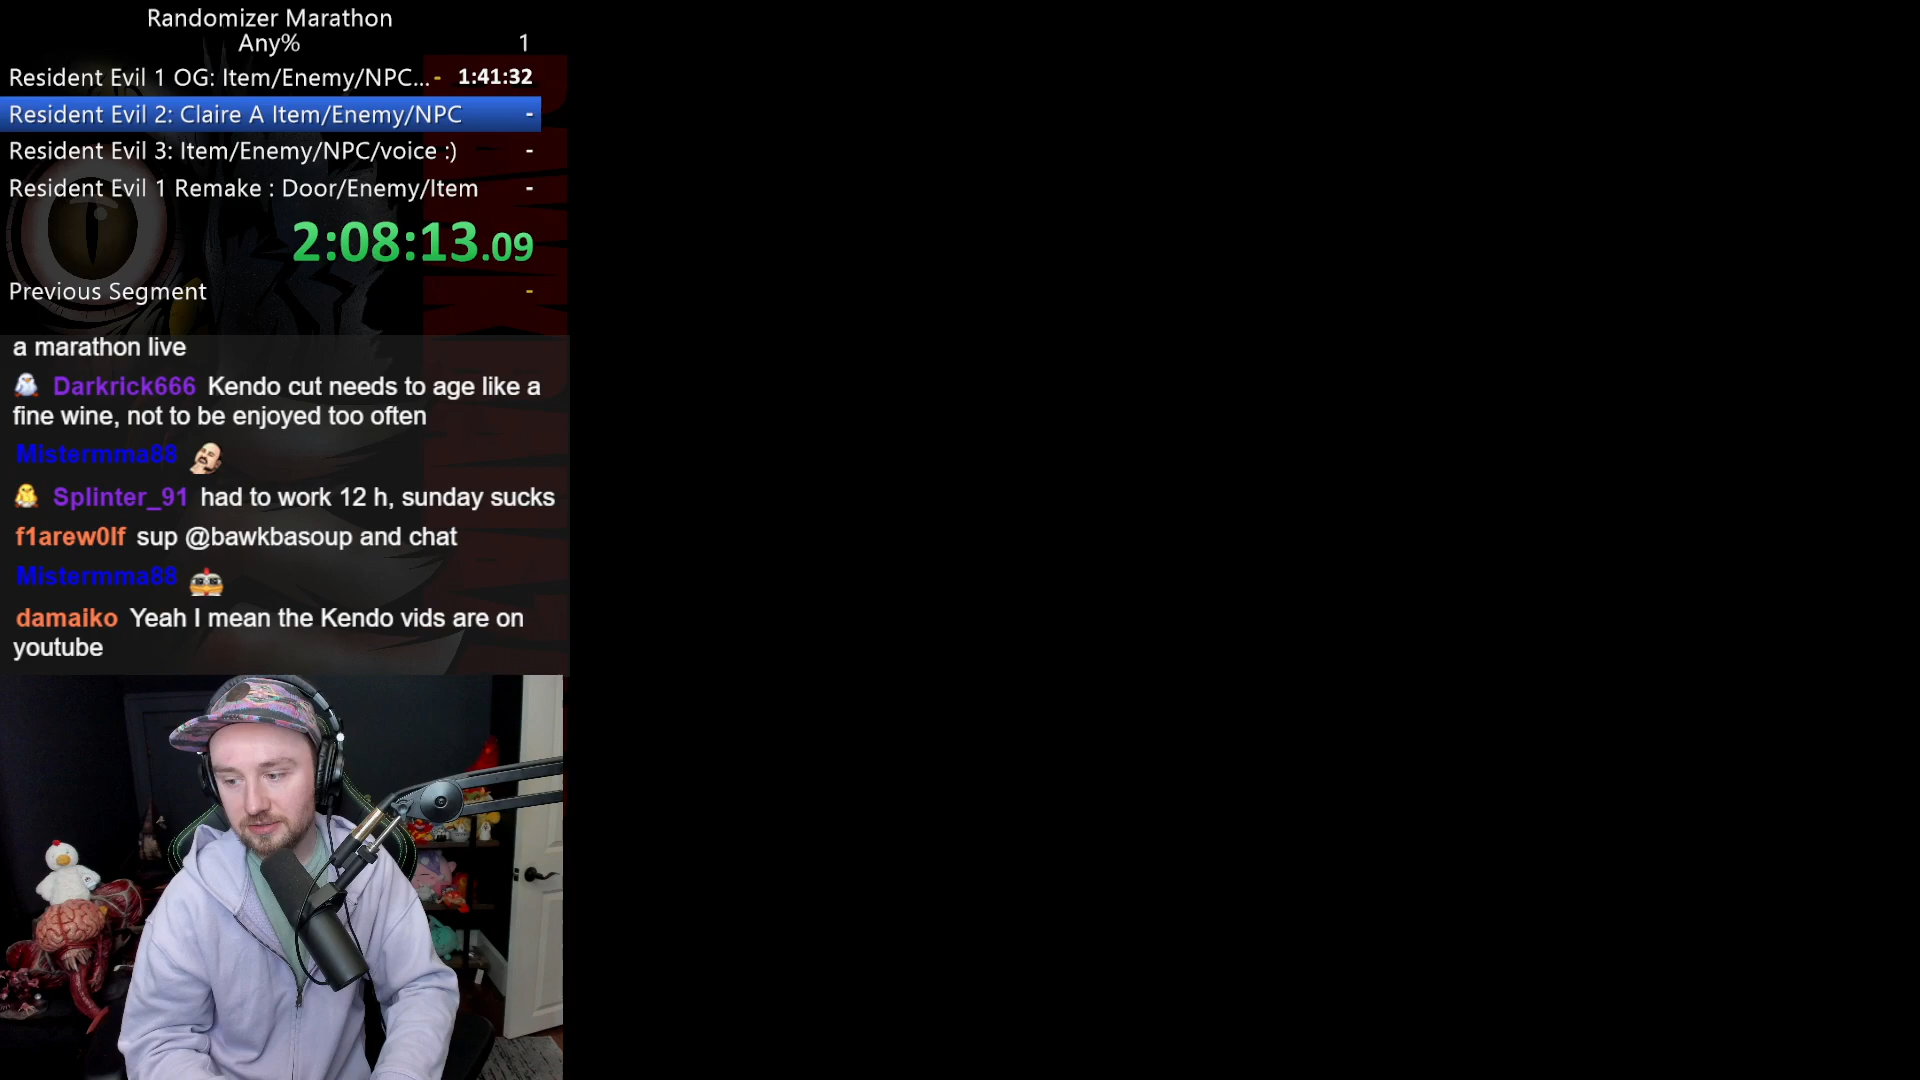 Randomizer Marathon
Any% 1
Resident Evil 1 OG: Item/Enemy/NPC... - 1:41:32
Resident Evil 2: Claire A Item/Enemy/NPC -
Resident Evil 3: Item/Enemy/NPC/voice :) -
Resident Evil 1 Remake : Door/Enemy/Item -
2:08:13.09
Previous Segment -
a marathon live
Darkrick666 Kendo cut needs to age like a
fine wine, not to be enjoyed too often
Mistermma88
Splinter_91 had to work 12 h, sunday sucks
f1arew0lf sup @bawkbasoup and chat
Mistermma88
damaiko Yeah I mean the Kendo vids are on
youtube